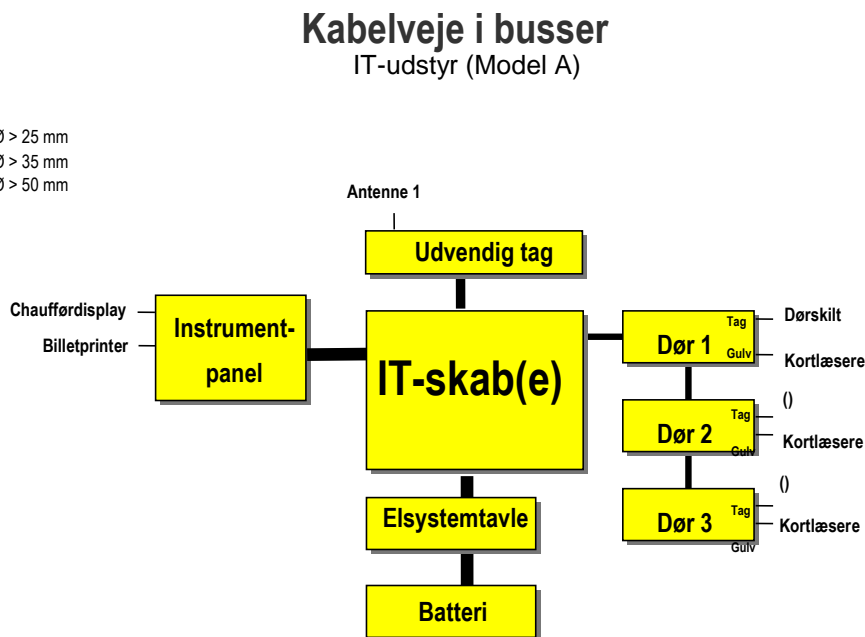 Kabelveje i busser
IT-udstyr (Model A)
Ø > 25 mm
Ø > 35 mm
Ø > 50 mm
Antenne 1
Udvendig tag
Chaufførdisplay
Billetprinter
Instrument-
panel
IT-skab(e)
Dør 1
Tag
Gulv
Dørskilt
Kortlæsere
Dør 2
Tag
Gulv
()
Kortlæsere
Dør 3
Tag
Gulv
()
Kortlæsere
Elsystemtavle
Batteri